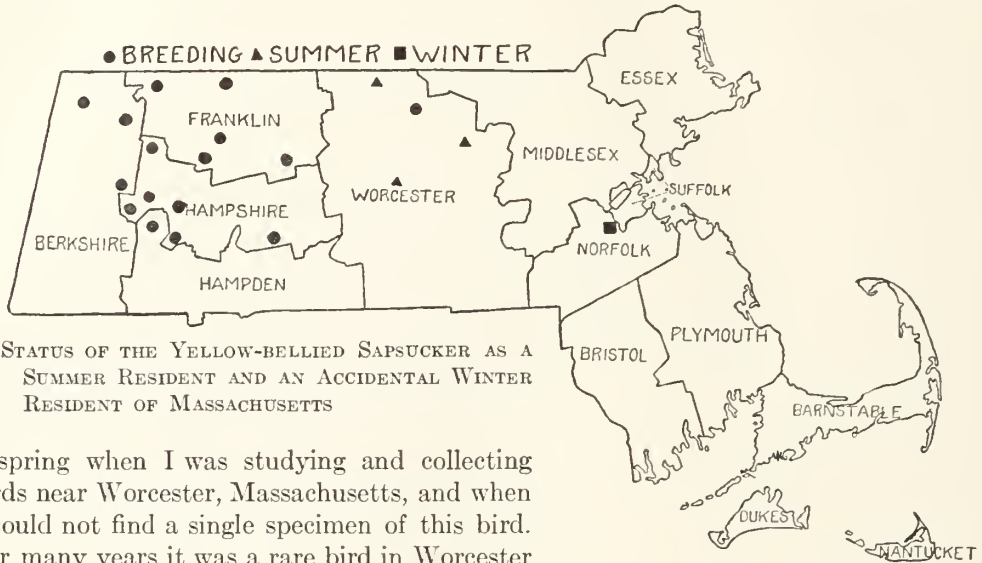 ● BREEDING ▲ SUMMER ■ WINTER
ESSEX
FRANKLIN
MIDDLESEX
WORCESTER
SUFFOLK
HAMPSHIRE
BERKSHIRE
NORFOLK
HAMPDEN
PLYMOUTH
BRISTOL
BARNSTABLE
DUKES
NANTUCKET
STATUS OF THE YELLOW-BELLIED SAPSUCKER AS A
SUMMER RESIDENT AND AN ACCIDENTAL WINTER
RESIDENT OF MASSACHUSETTS
spring when I was studying and collecting
rds near Worcester, Massachusetts, and when
ould not find a single specimen of this bird.
r many years it was a rare bird in Worcester